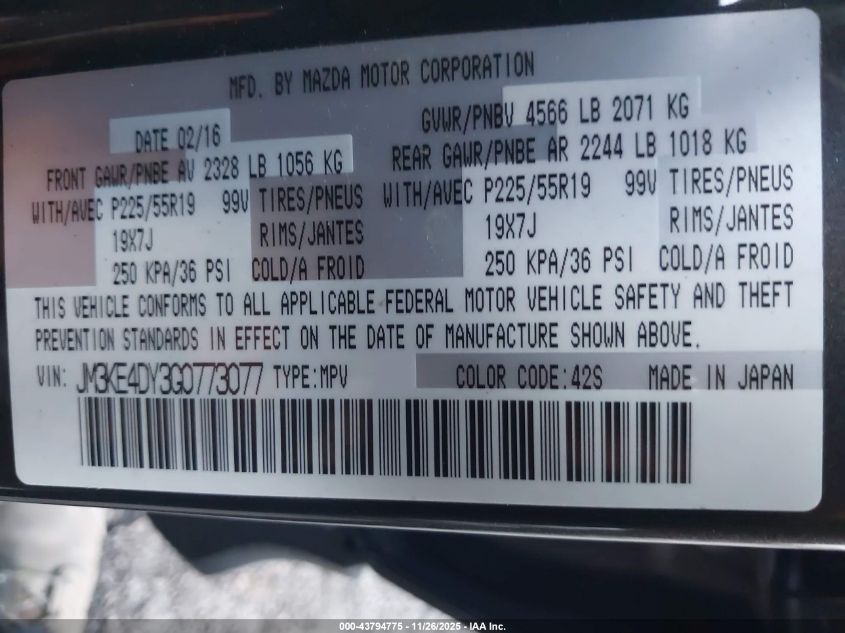 MFD. BY MAZDA MOTOR CORPORATION
DATE 02/16 GVWR/PNBV 4566 LB 2071 KG
FRONT GAWR/PNBE AV 2328 LB 1056 KG REAR GAWR/PNBE AR 2244 LB 1018 KG
WITH/AVEC P225/55R19 99V TIRES/PNEUS WITH/AVEC P225/55R19 99V TIRES/PNEUS
19X7J RIMS/JANTES 19X7J RIMS/JANTES
250 KPA/36 PSI COLD/A FROID 250 KPA/36 PSI COLD/A FROID
THIS VEHICLE CONFORMS TO ALL APPLICABLE FEDERAL MOTOR VEHICLE SAFETY AND THEFT
PREVENTION STANDARDS IN EFFECT ON THE DATE OF MANUFACTURE SHOWN ABOVE.
VIN: JM3KE4DY3G0773077 TYPE:MPV COLOR CODE:42S MADE IN JAPAN
000-43794775 - 11/26/2025 - IAA Inc.